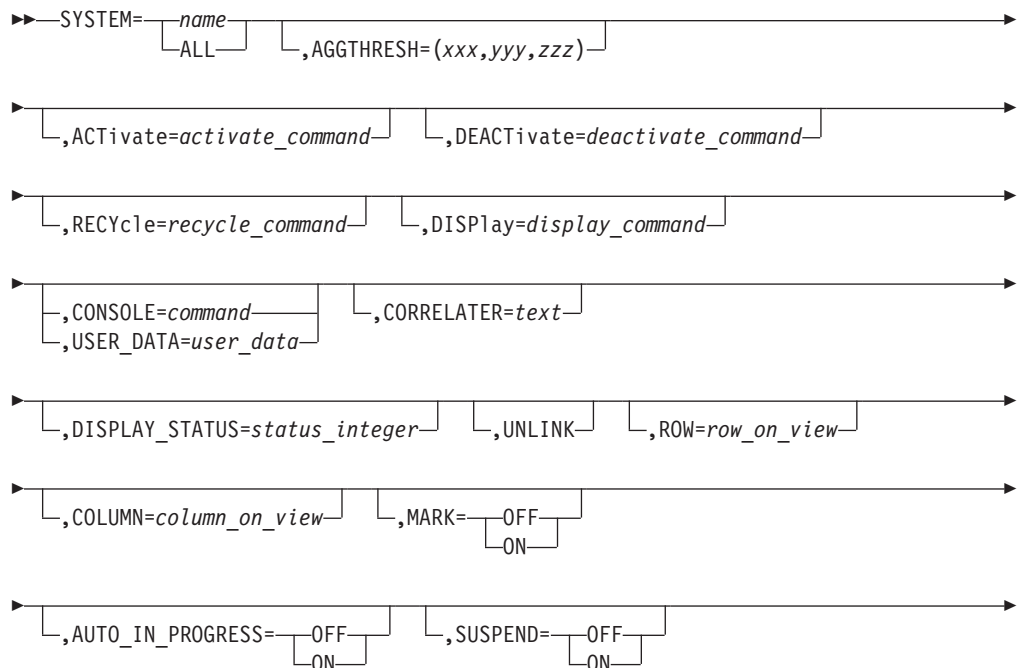 SYSTEM= name
ALL ,AGGTHRESH=(xxx,yyy,zzz)
,ACTivate=activate_command ,DEACTivate=deactivate_command
,RECYcle=recycle_command ,DISPlay=display_command
,CONSOLE=command ,CORRELATER=text
,USER_DATA=user_data
,DISPLAY_STATUS=status_integer ,UNLINK ,ROW=row_on_view
,COLUMN=column_on_view ,MARK= OFF
ON
,AUTO_IN_PROGRESS= OFF ,SUSPEND= OFF
ON ON